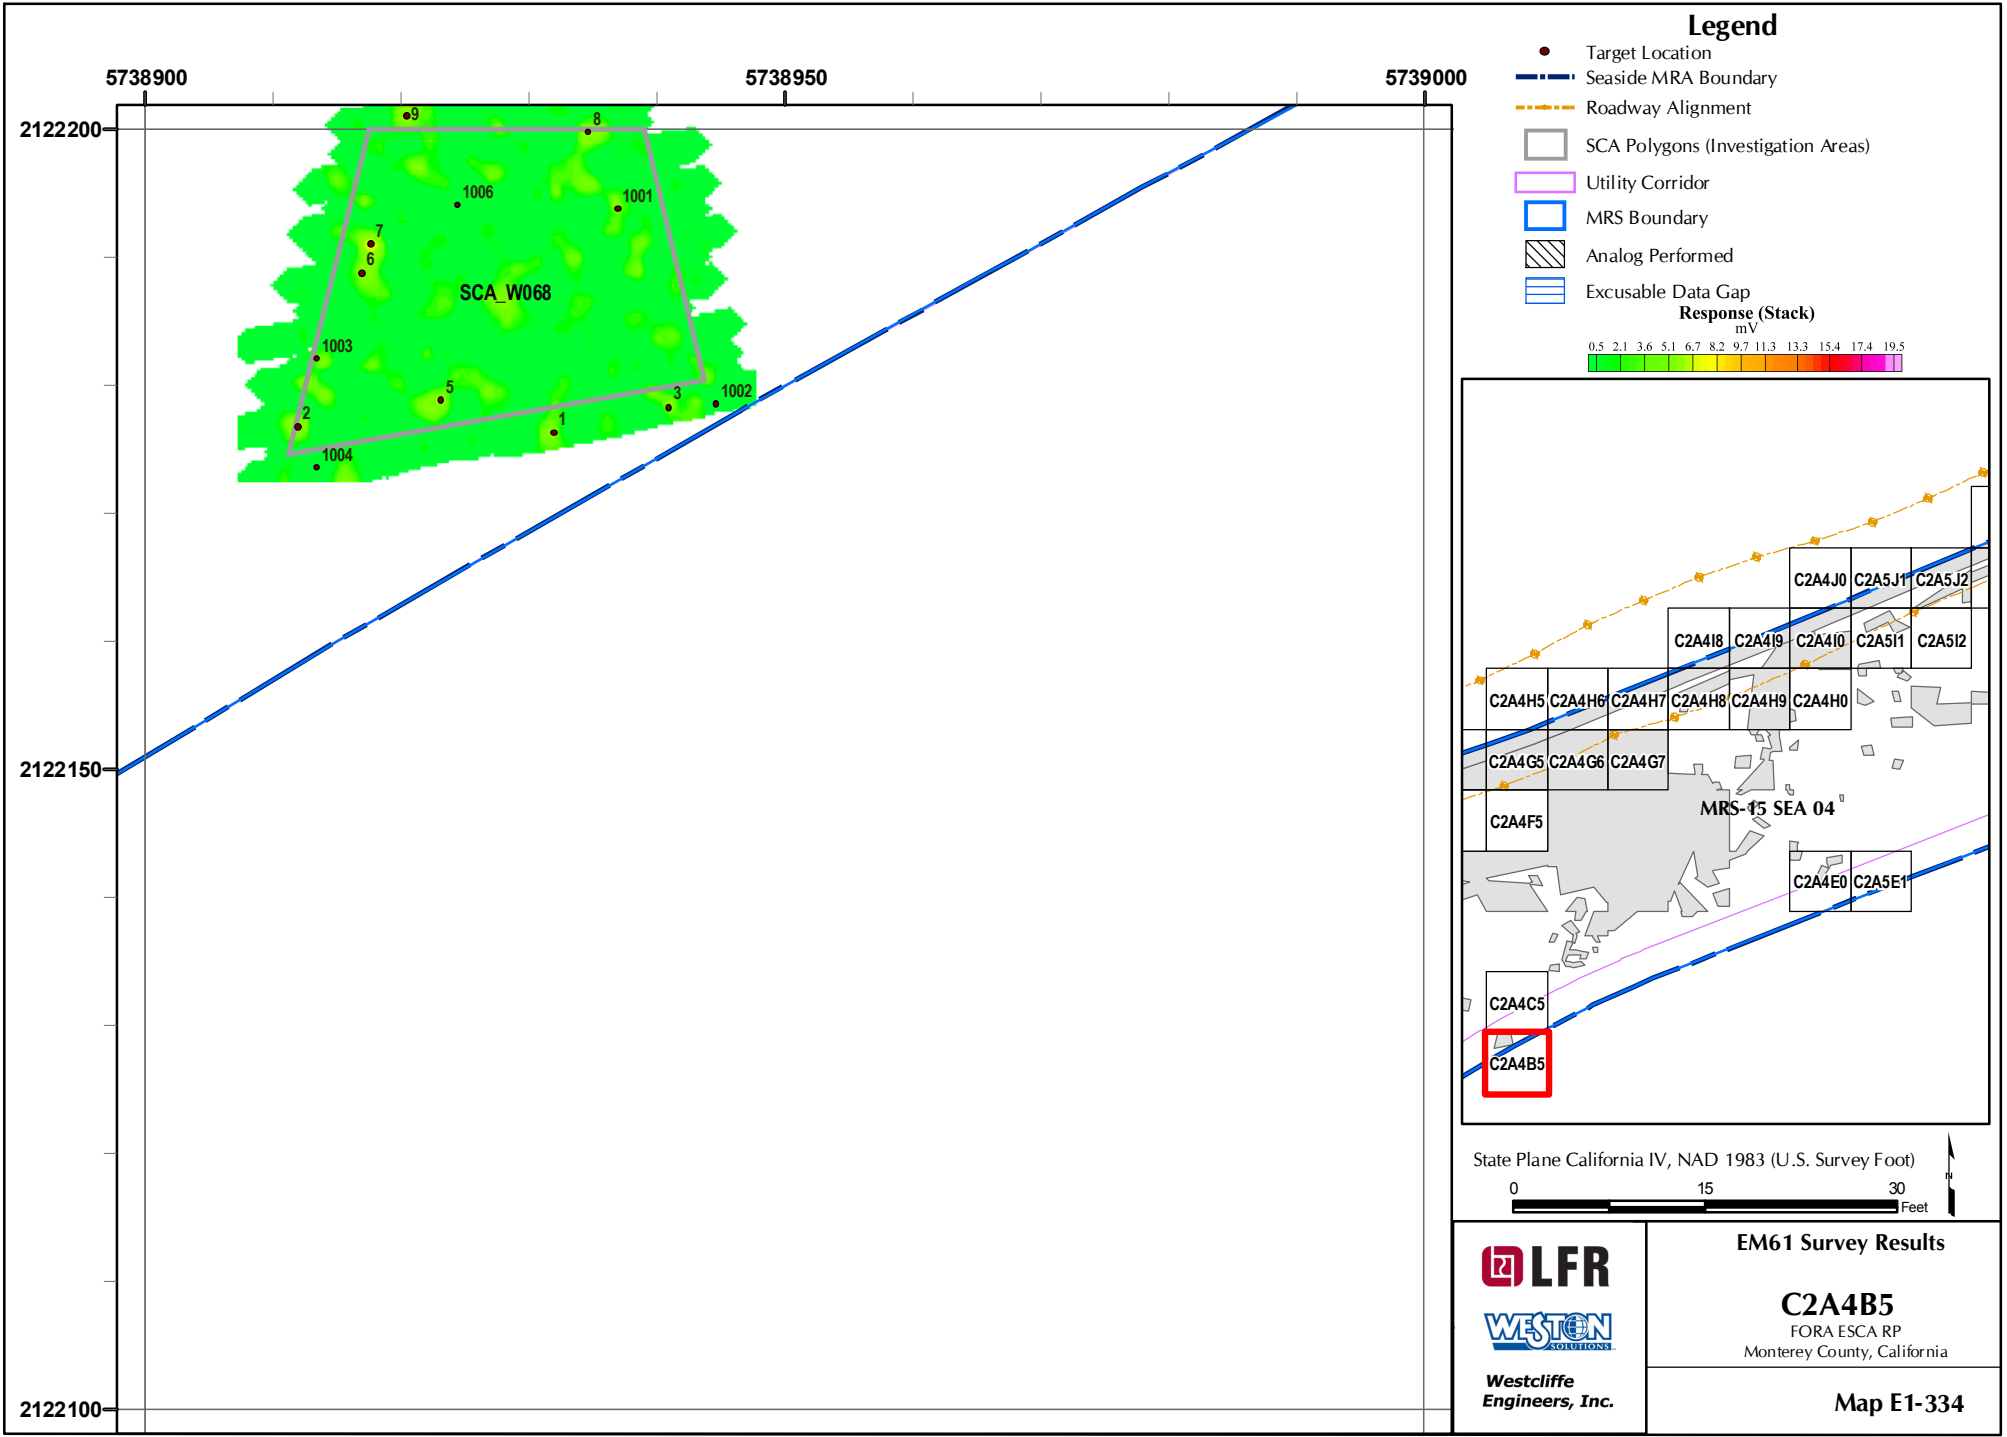 5738900
5738950
5739000
2122200
2122150
2122100
9
8
1006
1001
7
6
SCA_W068
1003
5
3
1002
2
1
1004
Legend
Target Location
Seaside MRA Boundary
Roadway Alignment
SCA Polygons (Investigation Areas)
Utility Corridor
MRS Boundary
Analog Performed
Excusable Data Gap
Response (Stack)
mV
0.5 2.1 3.6 5.1 6.7 8.2 9.7 11.3 13.3 15.4 17.4 19.5
C2A4J0 C2A5J1 C2A5J2
C2A4I8 C2A4I9 C2A4I0 C2A5I1 C2A5I2
C2A4H5 C2A4H6 C2A4H7 C2A4H8 C2A4H9 C2A4H0
C2A4G5 C2A4G6 C2A4G7
MRS-15 SEA 04
C2A4F5
C2A4E0 C2A5E1
C2A4C5
C2A4B5
State Plane California IV, NAD 1983 (U.S. Survey Foot)
0 15 30
Feet
N
LFR
WESTON
SOLUTIONS
Westcliffe
Engineers, Inc.
EM61 Survey Results
C2A4B5
FORA ESCA RP
Monterey County, California
Map E1-334